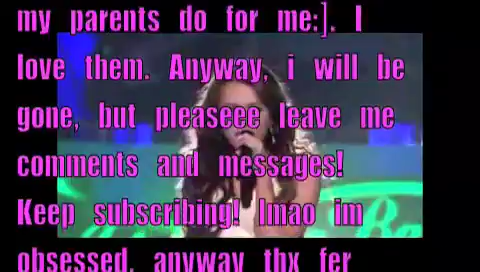 my parents do for me:]. I
love them. Anyway, i will be
gone, but pleaseee leave me
comments and messages!
Keep subscribing! lmao im
obsessed. anyway thx fer